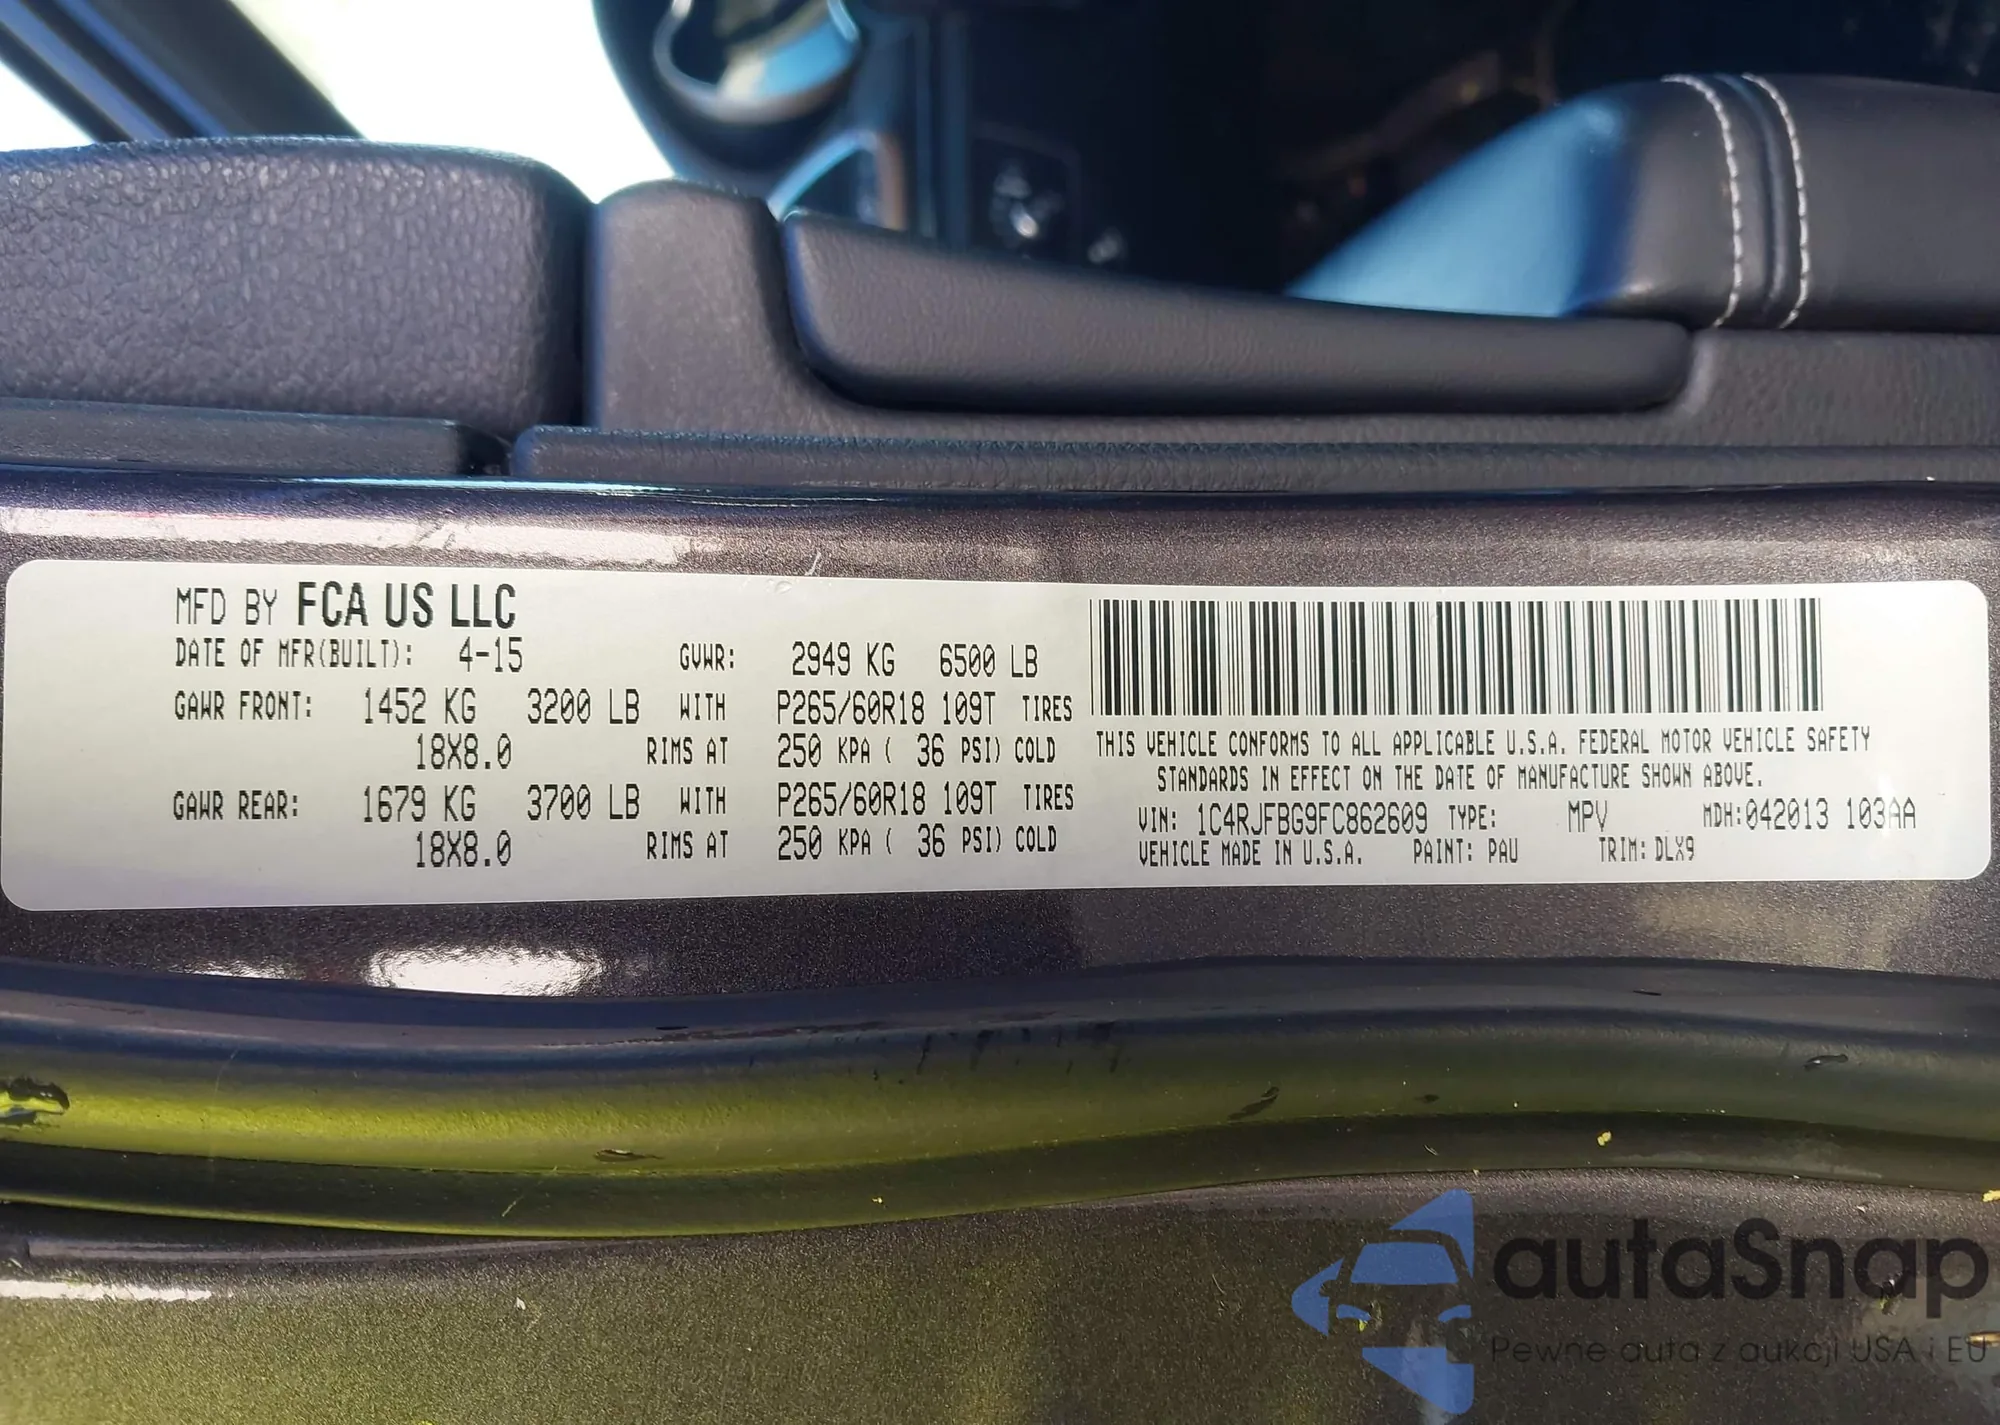 MFD BY FCA US LLC
DATE OF MFR(BUILT): 4-15 GVWR: 2949 KG 6500 LB
GAWR FRONT: 1452 KG 3200 LB WITH P265/60R18 109T TIRES
18X8.0 RIMS AT 250 KPA ( 36 PSI) COLD
GAWR REAR: 1679 KG 3700 LB WITH P265/60R18 109T TIRES
18X8.0 RIMS AT 250 KPA ( 36 PSI) COLD
THIS VEHICLE CONFORMS TO ALL APPLICABLE U.S.A. FEDERAL MOTOR VEHICLE SAFETY
STANDARDS IN EFFECT ON THE DATE OF MANUFACTURE SHOWN ABOVE.
VIN: 1C4RJFBG9FC862609 TYPE: MPV MDH:042013 103AA
VEHICLE MADE IN U.S.A. PAINT: PAU TRIM: DLX9
autaSnap
Pewne auta z aukcji USA i EU